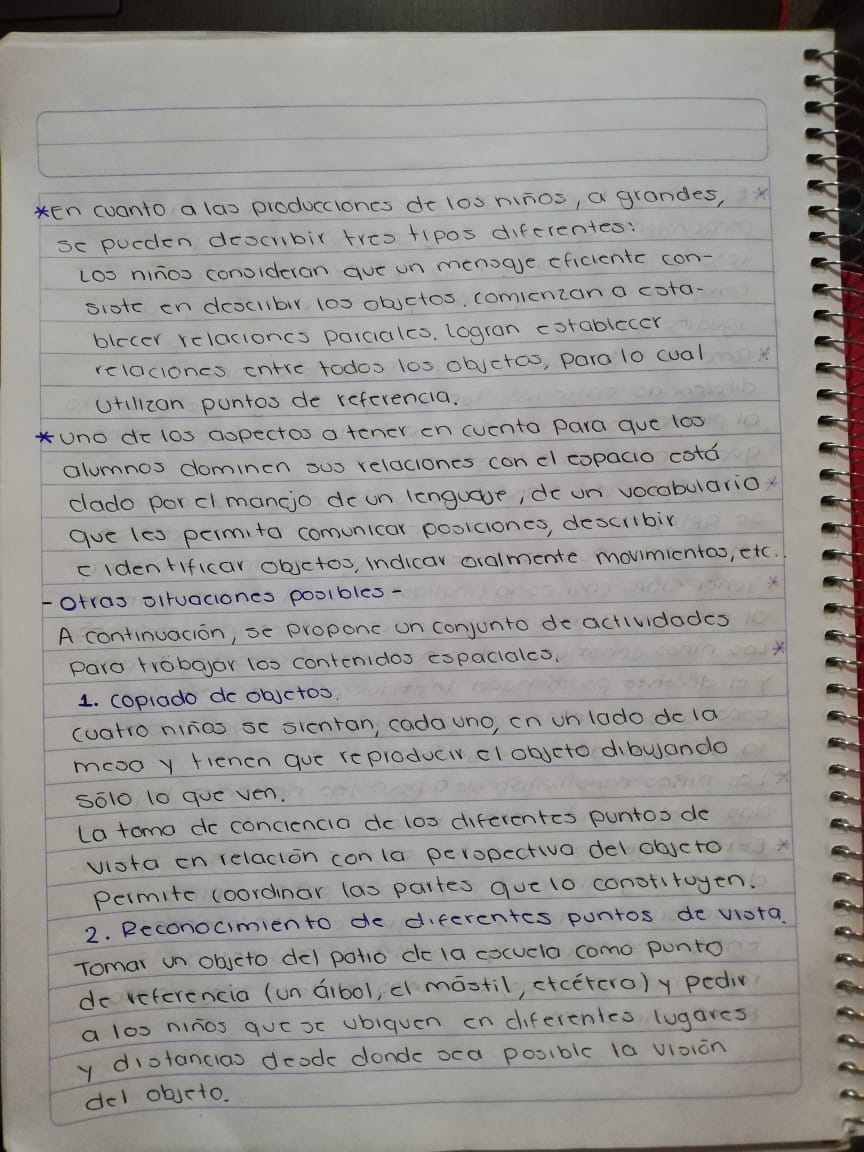 *En cuanto a las producciones de los niños, a grandes,
se pueden describir tres tipos diferentes:
Los niños consideran que un mensaje eficiente con-
siste en describir los objetos. comienzan a esta-
blecer relaciones parciales. Logran establecer
relaciones entre todos los objetos, para lo cual
utilizan puntos de referencia.
*Uno de los aspectos a tener en cuenta para que los
alumnos dominen sus relaciones con el espacio está
dado por el manejo de un lenguaje, de un vocabulario
que les permita comunicar posiciones, describir
e identificar objetos, indicar oralmente movimientos, etc.
- Otras situaciones posibles -
A continuación, se propone un conjunto de actividades
para trabajar los contenidos espaciales.
1. copiado de objetos.
Cuatro niños se sientan, cada uno, en un lado de la
mesa y tienen que reproducir el objeto dibujando
sólo lo que ven.
La toma de conciencia de los diferentes puntos de
vista en relación con la perspectiva del objeto
permite coordinar las partes que lo constituyen.
2. Reconocimiento de diferentes puntos de vista.
Tomar un objeto del patio de la escuela como punto
de referencia (un árbol, el mástil, etcétera) y pedir
a los niños que se ubiquen en diferentes lugares
y distancias desde donde sea posible la visión
del objeto.